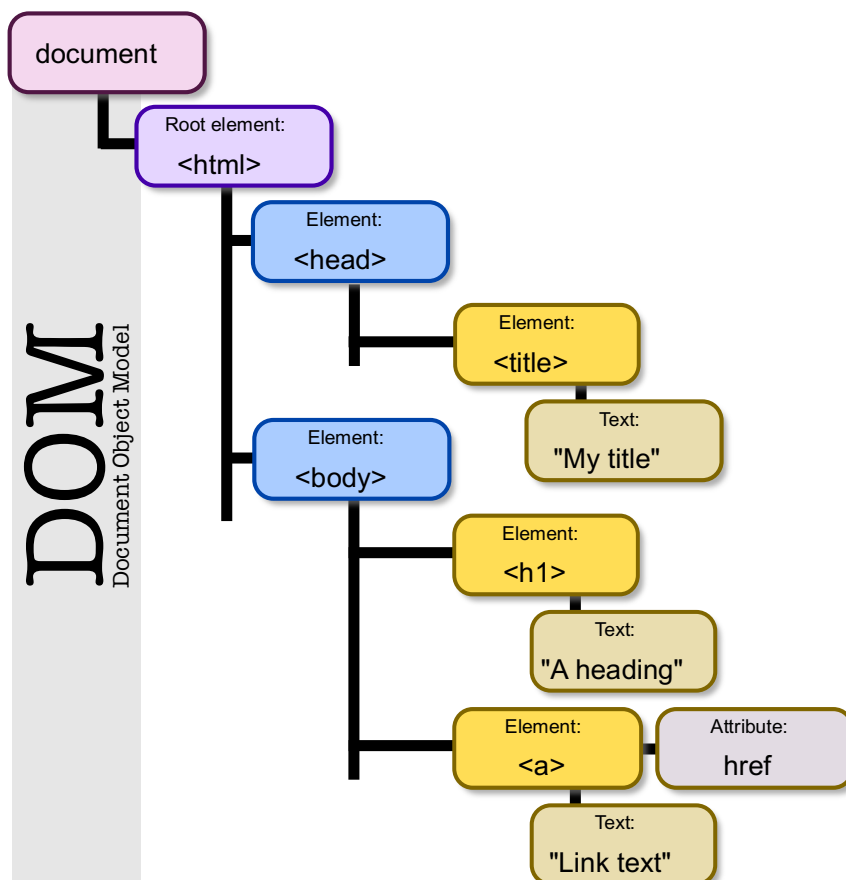 document
Root element:
<html>
Element:
<head>
Element:
<title>
Text:
"My title"
Element:
<body>
Element:
<h1>
Text:
"A heading"
Element:
<a>
Attribute:
href
Text:
"Link text"
DOM
Document Object Model